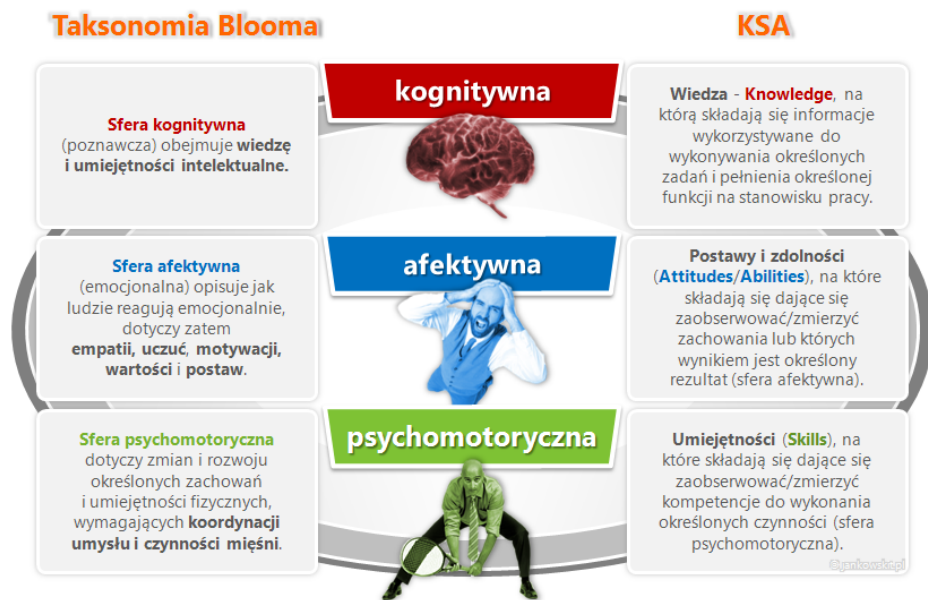 Taksonomia Blooma
KSA
kognitywna
Sfera kognitywna
(poznawcza) obejmuje wiedzę
i umiejętności intelektualne.
Wiedza - Knowledge, na
którą składają się informacje
wykorzystywane do
wykonywania określonych
zadań i pełnienia określonej
funkcji na stanowisku pracy.
afektywna
Sfera afektywna
(emocjonalna) opisuje jak
ludzie reagują emocjonalnie,
dotyczy zatem
empatii, uczuć, motywacji,
wartości i postaw.
Postawy i zdolności
(Attitudes/Abilities), na które
składają się dające się
zaobserwować/zmierzyć
zachowania lub których
wynikiem jest określony
rezultat (sfera afektywna).
psychomotoryczna
Sfera psychomotoryczna
dotyczy zmian i rozwoju
określonych zachowań
i umiejętności fizycznych,
wymagających koordynacji
umysłu i czynności mięśni.
Umiejętności (Skills), na
które składają się dające się
zaobserwować/zmierzyć
kompetencje do wykonania
określonych czynności (sfera
psychomotoryczna).